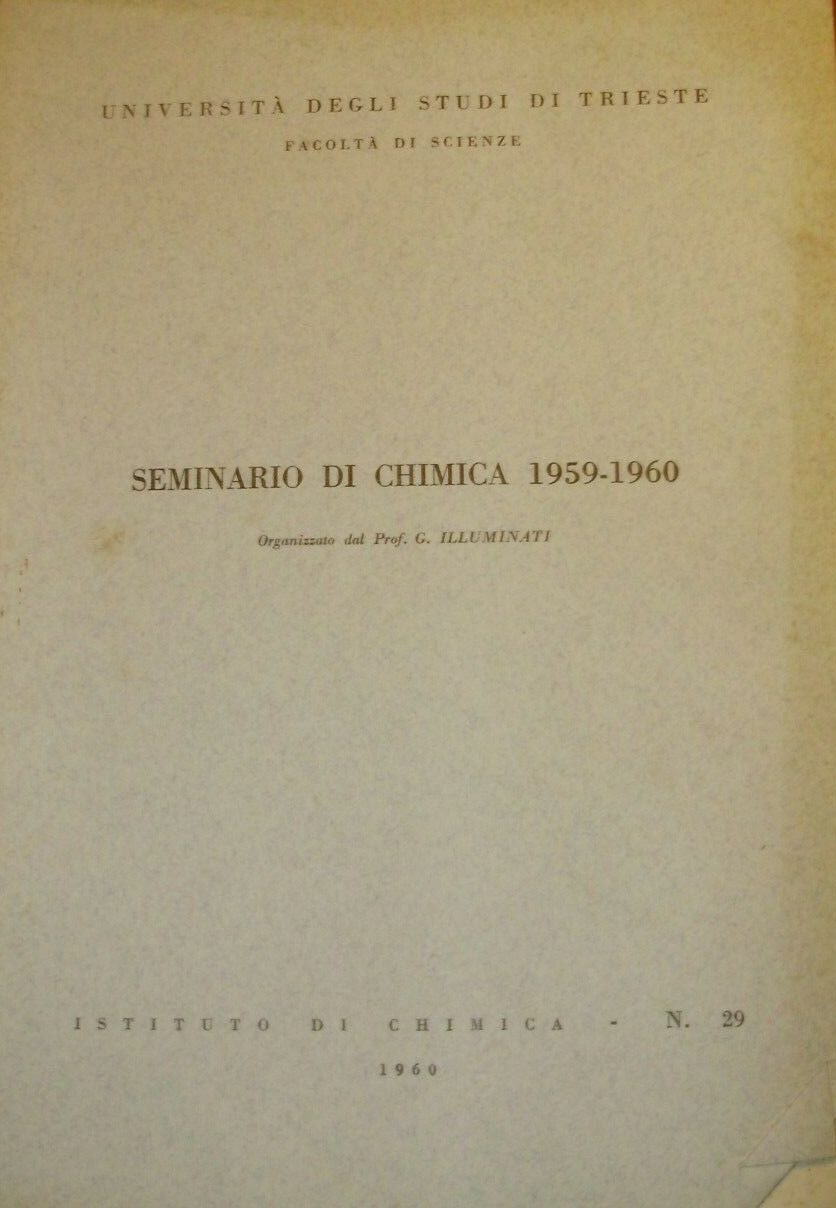 UNIVERSITÀ DEGLI STUDI DI TRIESTE
FACOLTÀ DI SCIENZE
SEMINARIO DI CHIMICA 1959-1960
Organizzato dal Prof. G. ILLUMINATI
ISTITUTO DI CHIMICA - N. 29
1960